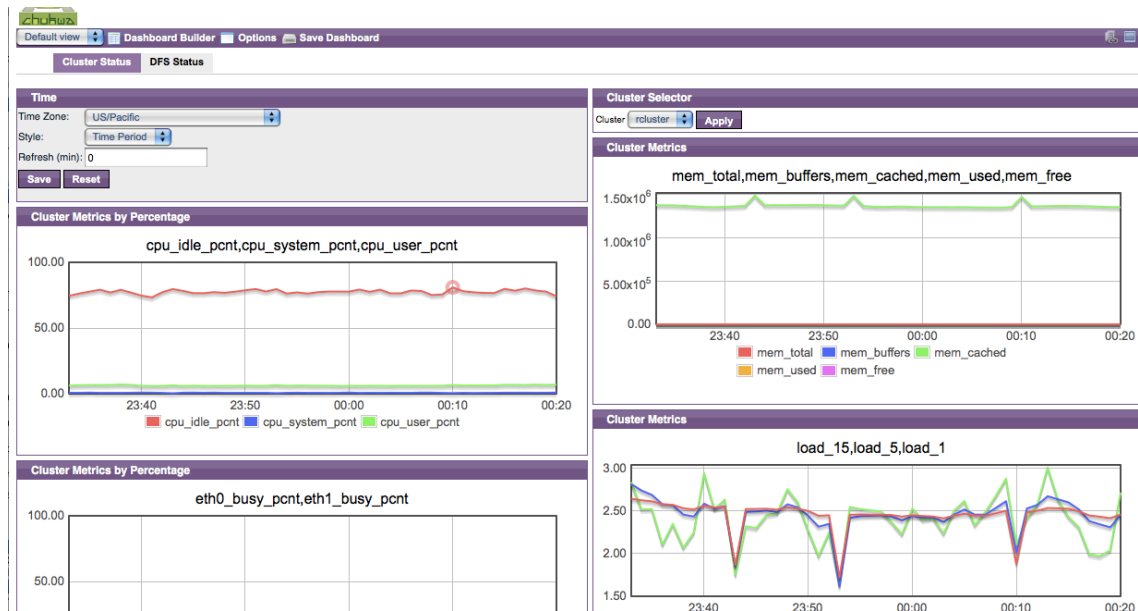 chukwa
Default view Dashboard Builder Options Save Dashboard
Cluster Status DFS Status
Time
Time Zone: US/Pacific
Style: Time Period
Refresh (min): 0
Save Reset
Cluster Metrics by Percentage
cpu_idle_pcnt,cpu_system_pcnt,cpu_user_pcnt
100.00
50.00
0.00
23:40 23:50 00:00 00:10 00:20
cpu_idle_pcnt cpu_system_pcnt cpu_user_pcnt
Cluster Metrics by Percentage
eth0_busy_pcnt,eth1_busy_pcnt
100.00
50.00
Cluster Selector
Cluster rcluster Apply
Cluster Metrics
mem_total,mem_buffers,mem_cached,mem_used,mem_free
1.50x10^6
1.00x10^6
5.00x10^5
0.00
23:40 23:50 00:00 00:10 00:20
mem_total mem_buffers mem_cached
mem_used mem_free
Cluster Metrics
load_15,load_5,load_1
3.00
2.50
2.00
1.50
23:40 23:50 00:00 00:10 00:20